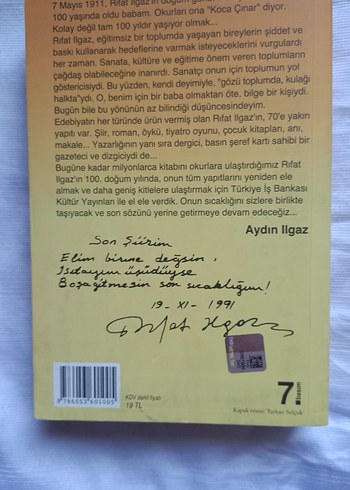 7 Mayıs 1911, Rıfat Ilgaz'ın doğum
100 yaşında oldu babam. Okurları ona "Koca Çınar" diyor.
Kolay değil tam 100 yıldır yaşıyor olmak...
Rıfat Ilgaz, eğitimsiz bir toplumda yaşayan bireylerin şiddet ve
baskı kullanarak hedeflerine varmak isteyeceklerini vurgulardı
her zaman. Sanata, kültüre ve eğitime önem veren toplumların
çağdaş olabileceğine inanırdı. Sanatçı onun için toplumun yol
göstericisiydi. Bu yüzden, kendi deyimiyle, "gözü toplumda, kulağı
halkta"ydı. O, benim için bir baba olmaktan öte, bilge bir kişiydi.
Bugün bile bu yönünün az bilindiği düşüncesindeyim.
Edebiyatın her türünde ürün vermiş olan Rıfat Ilgaz'ın, 70'e yakın
yapıtı var. Şiir, roman, öykü, tiyatro oyunu, çocuk kitapları, anı,
makale... Yazarlığının yanı sıra dergici, basın şeref kartı sahibi bir
gazeteci ve dizgiciydi de...
Bugüne kadar milyonlarca kitabını okurlara ulaştırdığımız Rıfat
Ilgaz'ın 100. doğum yılında, onun tüm yapıtlarını yeniden ele
almak ve daha geniş kitlelere ulaştırmak için Türkiye İş Bankası
Kültür Yayınları ile el ele verdik. Onun sıcaklığını sizlere birlikte
taşıyacak ve son sözünü yerine getirmeye devam edeceğiz...
Aydın Ilgaz
Son Şiirim
Elim birine değsin,
Isıtayım üşüdüyse
Boşa gitmesin son sıcaklığım!
19-XI-1991
Rıfat Ilgaz
9786053601005
KDV dahil fiyatı
19 TL
7
basım
Kapak resmi: Turhan Selçuk